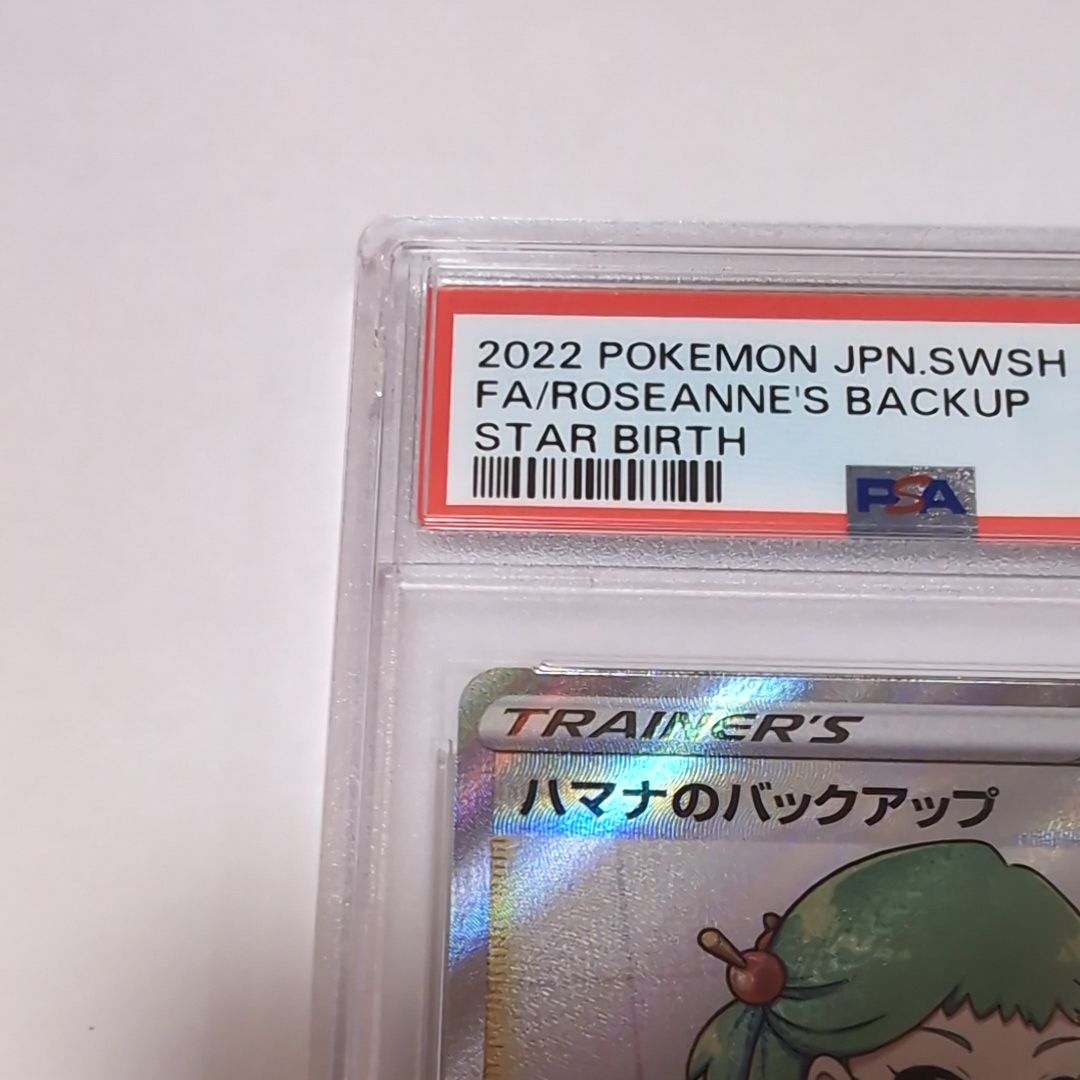 2022 POKEMON JPN.SWSH
FA/ROSEANNE'S BACKUP
STAR BIRTH
PSA
TRAINER'S
ハマナのバックアップ